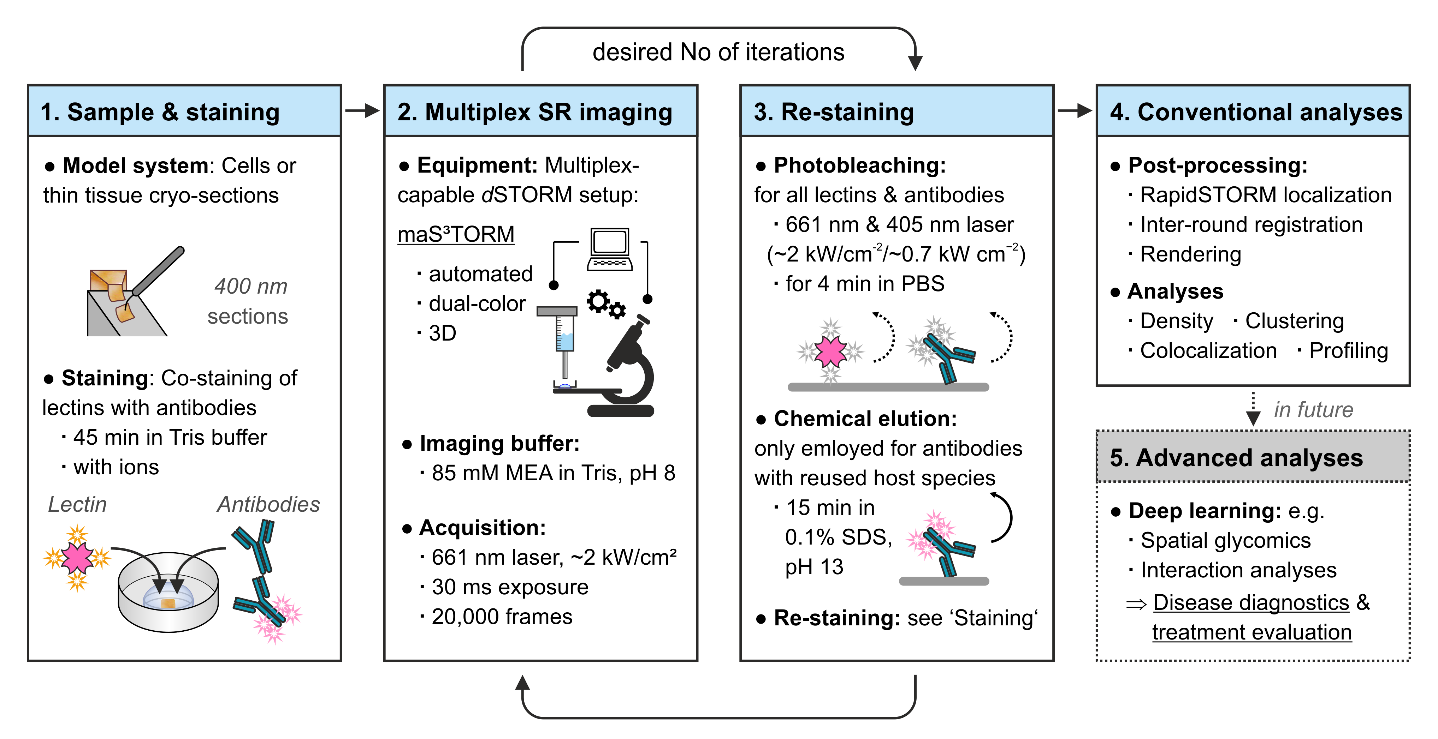 desired No of iterations
1. Sample & staining
● Model system: Cells or
thin tissue cryo-sections
400 nm
sections
● Staining: Co-staining of
lectins with antibodies
· 45 min in Tris buffer
· with ions
Lectin
Antibodies
2. Multiplex SR imaging
● Equipment: Multiplex-
capable dSTORM setup:
maS³TORM
· automated
· dual-color
· 3D
● Imaging buffer:
· 85 mM MEA in Tris, pH 8
● Acquisition:
· 661 nm laser, ~2 kW/cm²
· 30 ms exposure
· 20,000 frames
3. Re-staining
● Photobleaching:
for all lectins & antibodies
· 661 nm & 405 nm laser
(~2 kW/cm⁻²/~0.7 kW cm⁻²)
· for 4 min in PBS
● Chemical elution:
only emloyed for antibodies
with reused host species
· 15 min in
0.1% SDS,
pH 13
● Re-staining: see ‘Staining‘
4. Conventional analyses
● Post-processing:
· RapidSTORM localization
· Inter-round registration
· Rendering
● Analyses
· Density · Clustering
· Colocalization · Profiling
in future
5. Advanced analyses
● Deep learning: e.g.
· Spatial glycomics
· Interaction analyses
⇒ Disease diagnostics &
treatment evaluation